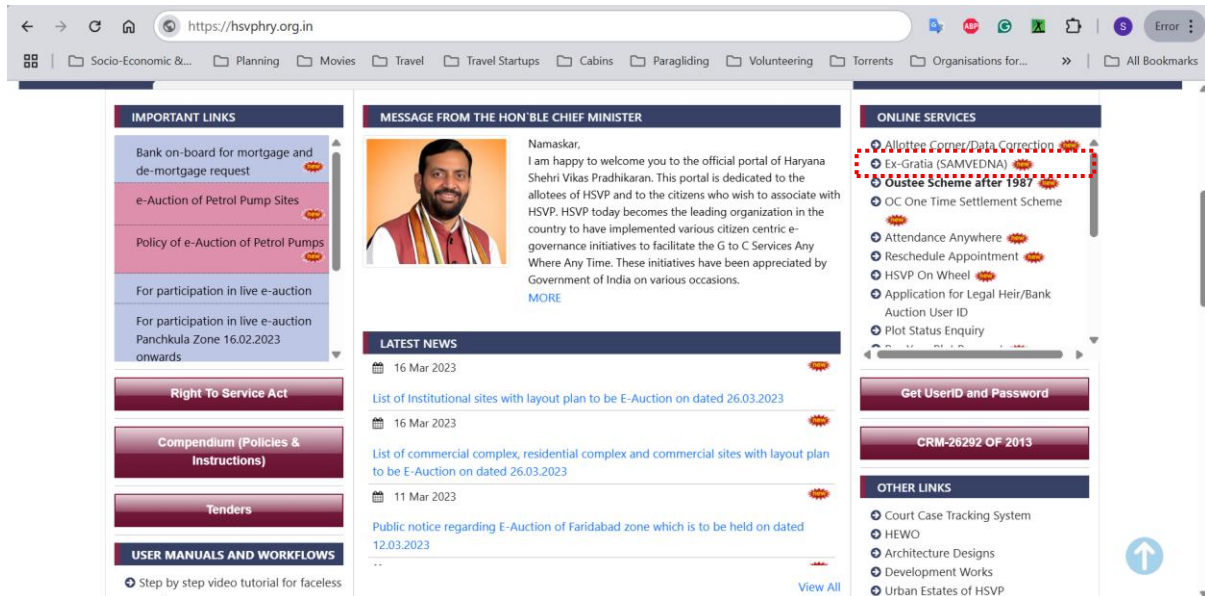 https://hsvphry.org.in
ABP
S
Error
Socio-Economic &...
Planning
Movies
Travel
Travel Startups
Cabins
Paragliding
Volunteering
Torrents
Organisations for...
»
All Bookmarks
IMPORTANT LINKS
Bank on-board for mortgage and
de-mortgage request
new
e-Auction of Petrol Pump Sites
new
Policy of e-Auction of Petrol Pumps
new
For participation in live e-auction
For participation in live e-auction
Panchkula Zone 16.02.2023
onwards
Right To Service Act
Compendium (Policies &
Instructions)
Tenders
USER MANUALS AND WORKFLOWS
Step by step video tutorial for faceless
MESSAGE FROM THE HON`BLE CHIEF MINISTER
Namaskar,
I am happy to welcome you to the official portal of Haryana
Shehri Vikas Pradhikaran. This portal is dedicated to the
allotees of HSVP and to the citizens who wish to associate with
HSVP. HSVP today becomes the leading organization in the
country to have implemented various citizen centric e-
governance initiatives to facilitate the G to C Services Any
Where Any Time. These initiatives have been appreciated by
Government of India on various occasions.
MORE
LATEST NEWS
16 Mar 2023 new
List of Institutional sites with layout plan to be E-Auction on dated 26.03.2023
16 Mar 2023 new
List of commercial complex, residential complex and commercial sites with layout plan
to be E-Auction on dated 26.03.2023
11 Mar 2023 new
Public notice regarding E-Auction of Faridabad zone which is to be held on dated
12.03.2023
View All
ONLINE SERVICES
Allottee Corner/Data Correction new
Ex-Gratia (SAMVEDNA) new
Oustee Scheme after 1987 new
OC One Time Settlement Scheme
new
Attendance Anywhere new
Reschedule Appointment new
HSVP On Wheel new
Application for Legal Heir/Bank
Auction User ID
Plot Status Enquiry
Get UserID and Password
CRM-26292 OF 2013
OTHER LINKS
Court Case Tracking System
HEWO
Architecture Designs
Development Works
Urban Estates of HSVP